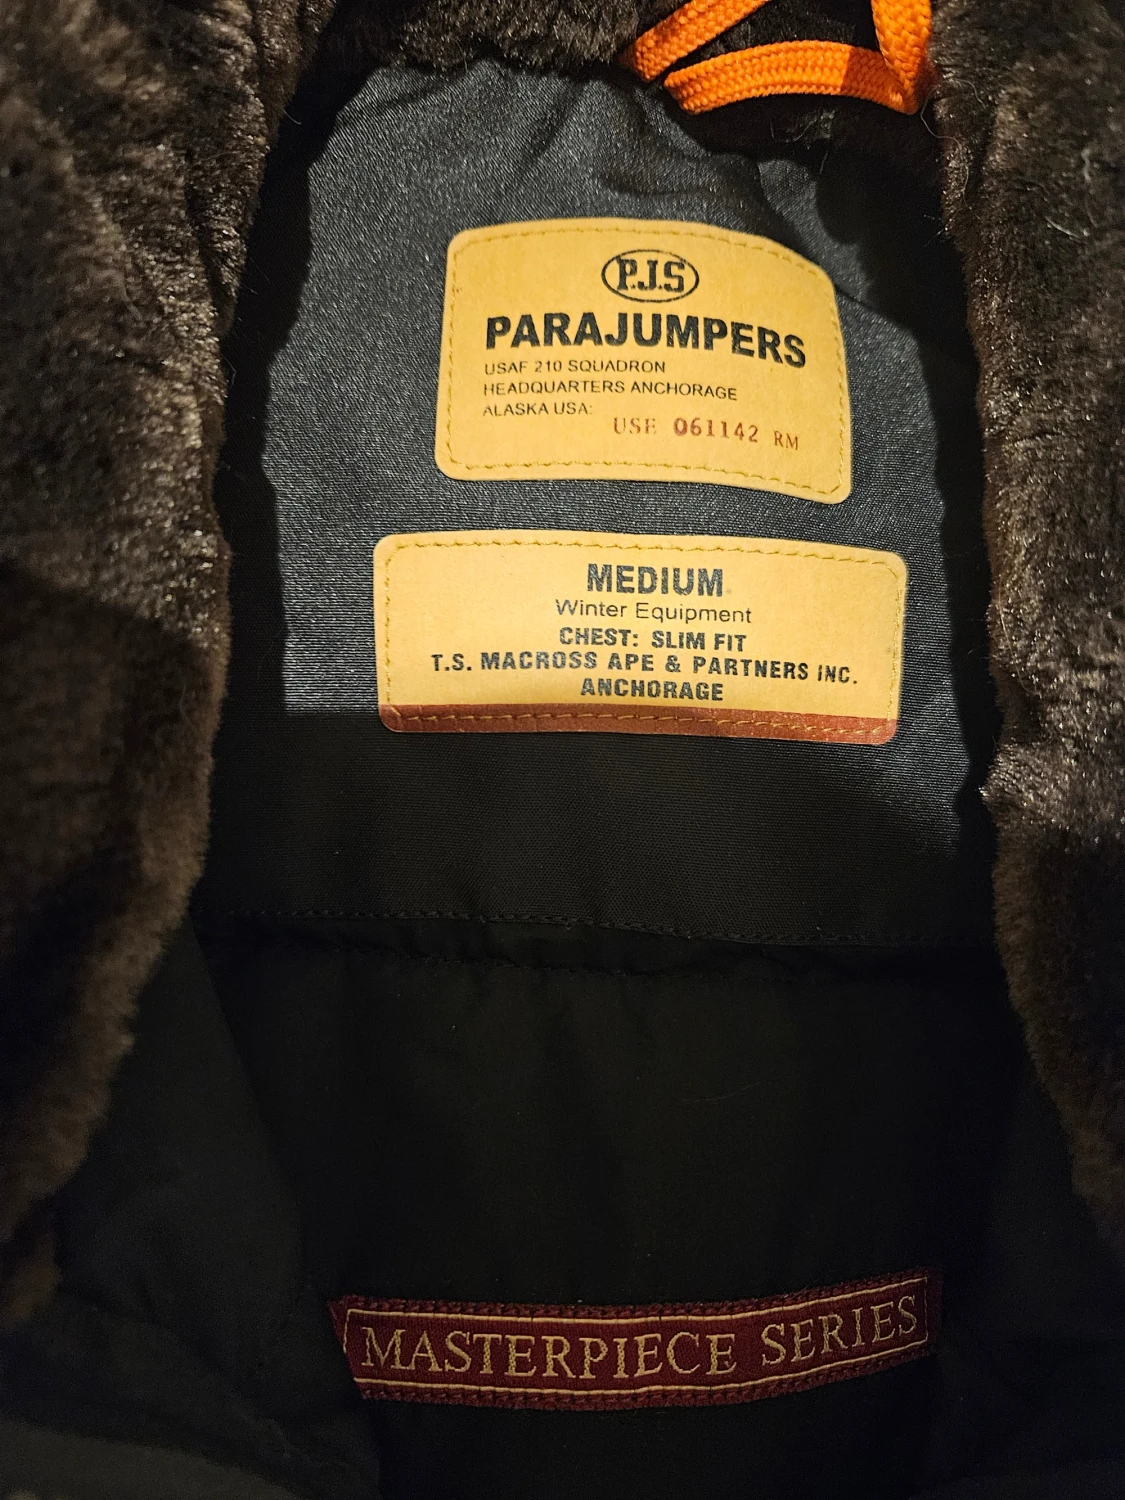 P.J.S
PARAJUMPERS
USAF 210 SQUADRON
HEADQUARTERS ANCHORAGE
ALASKA USA:
USE 061142 RM
MEDIUM
Winter Equipment
CHEST: SLIM FIT
T.S. MACROSS APE & PARTNERS INC.
ANCHORAGE
MASTERPIECE SERIES